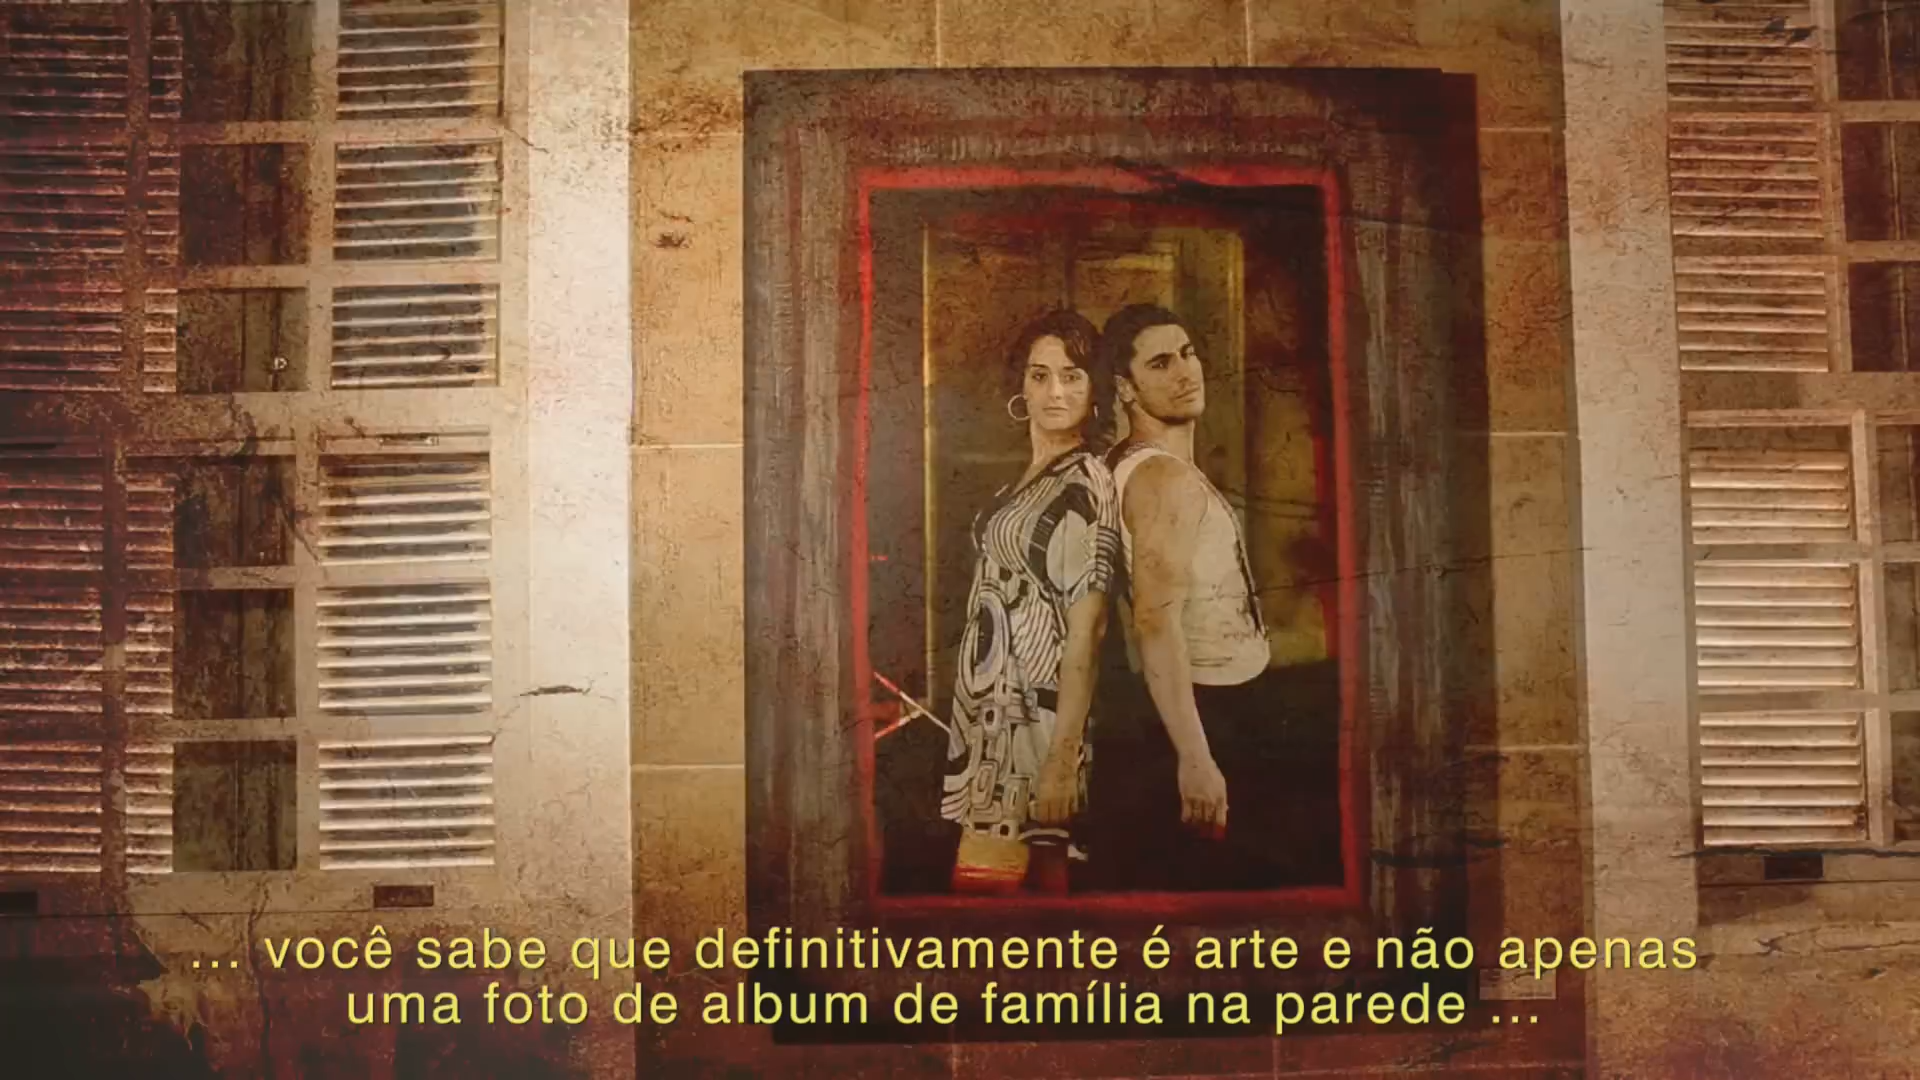 ... você sabe que definitivamente é arte e não apenas
uma foto de album de família na parede ...